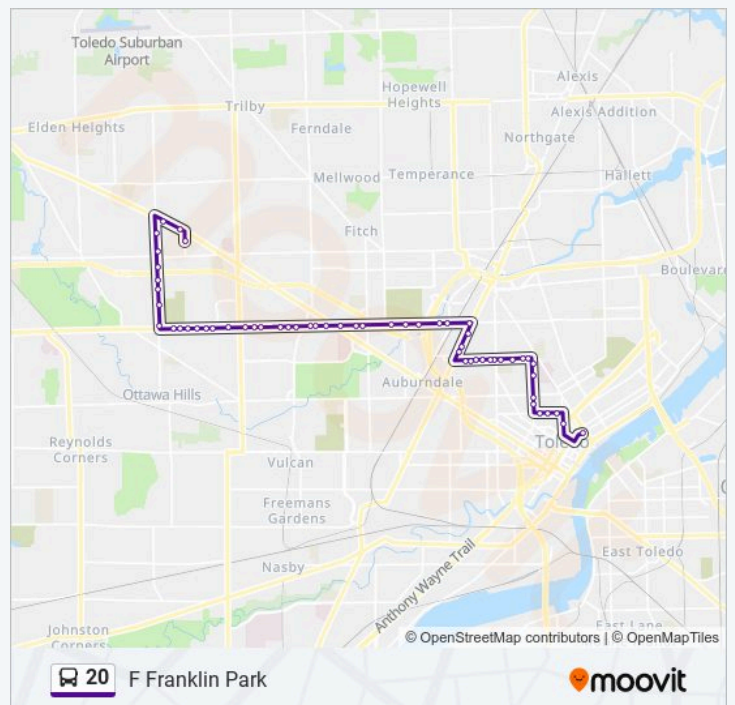 Toledo Suburban
Airport
Alexis
Hopewell
Heights
Trilby
Alexis Addition
Elden Heights
Ferndale
Northgate
Mellwood
Temperance
Hallett
Fitch
Boulevar
Auburndale
Ottawa Hills
Toledo
Reynolds
Corners
Vulcan
Freemans
Gardens
East Toledo
Nasby
Anthony Wayne Trail
East Lane
Johnston
Corners
© OpenStreetMap contributors | © OpenMapTiles
20 F Franklin Park
moovit